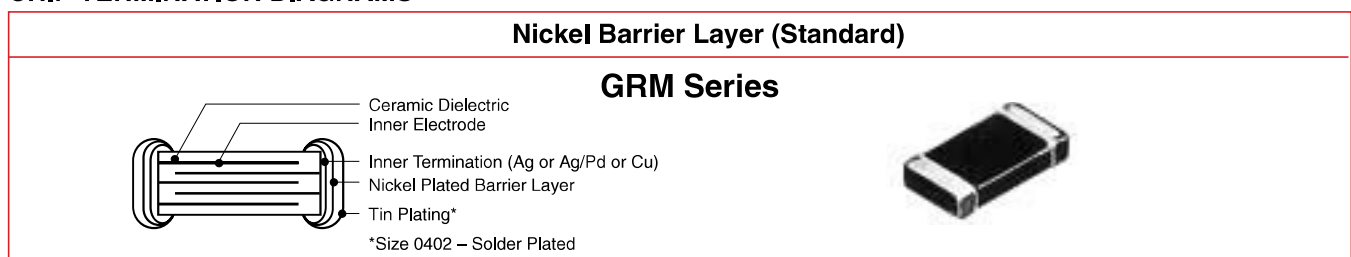 Nickel Barrier Layer (Standard)
GRM Series
Ceramic Dielectric
Inner Electrode
Inner Termination (Ag or Ag/Pd or Cu)
Nickel Plated Barrier Layer
Tin Plating*
*Size 0402 – Solder Plated